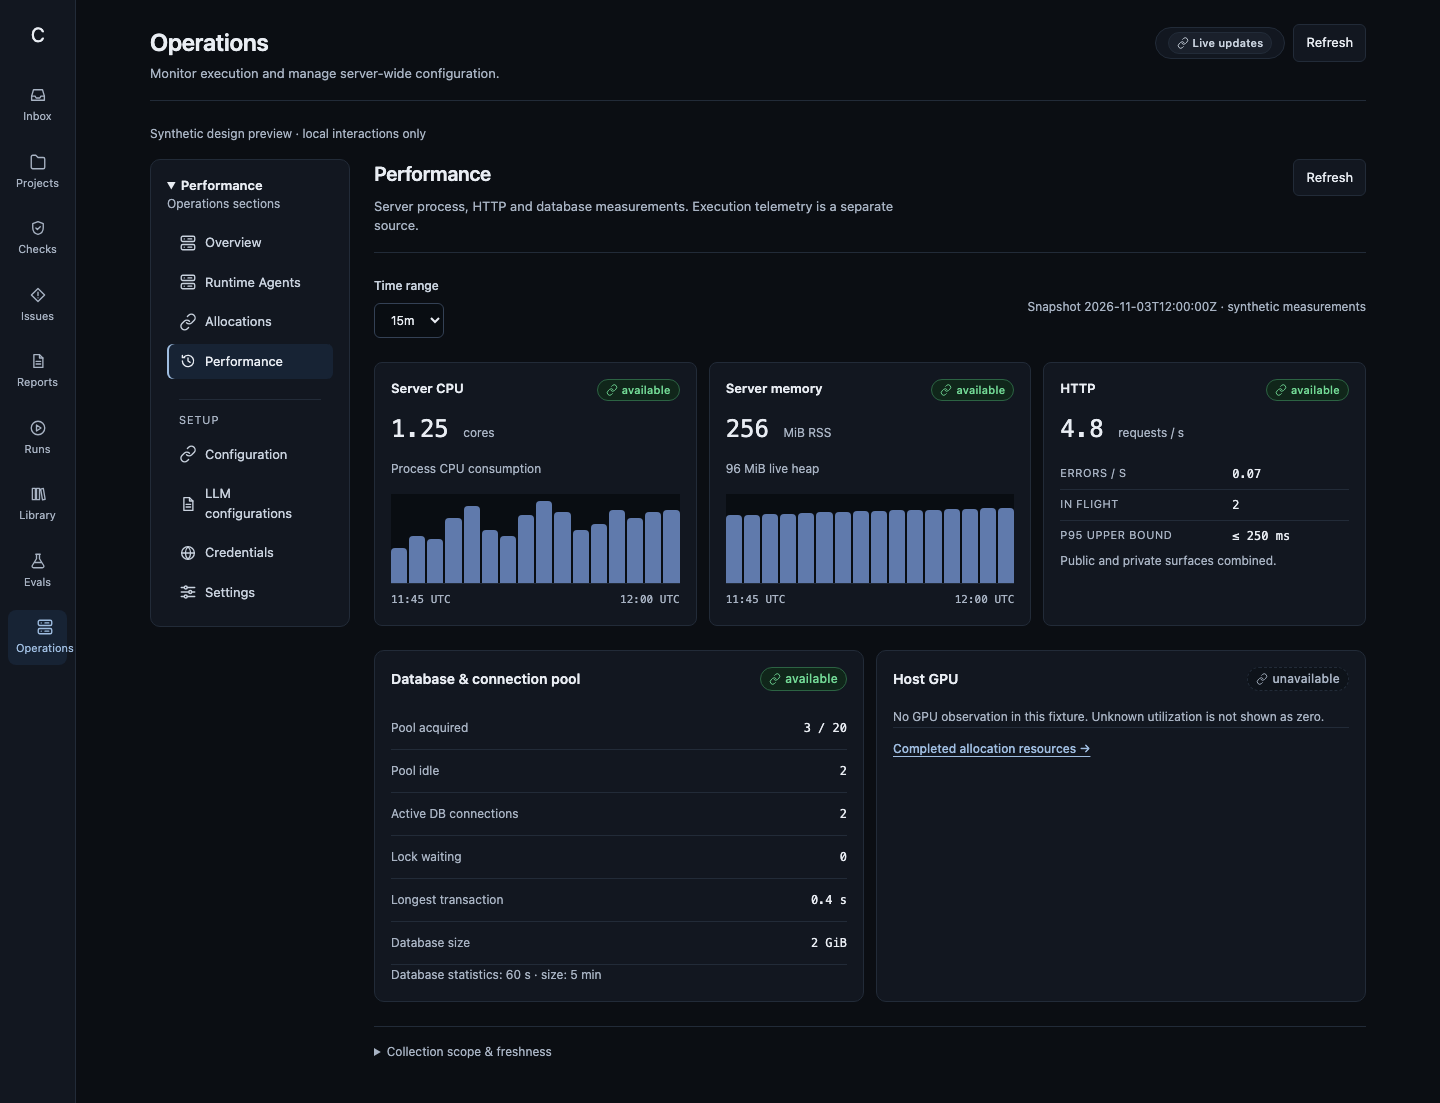 C
Inbox
Projects
Checks
Issues
Reports
Runs
Library
Evals
Operations
Operations
Monitor execution and manage server-wide configuration.
Live updates
Refresh
Synthetic design preview · local interactions only
▼ Performance
Operations sections
Overview
Runtime Agents
Allocations
Performance
SETUP
Configuration
LLM
configurations
Credentials
Settings
Performance
Refresh
Server process, HTTP and database measurements. Execution telemetry is a separate
source.
Time range
15m
Snapshot 2026-11-03T12:00:00Z · synthetic measurements
Server CPU
available
1.25 cores
Process CPU consumption
11:45 UTC 12:00 UTC
Server memory
available
256 MiB RSS
96 MiB live heap
11:45 UTC 12:00 UTC
HTTP
available
4.8 requests / s
ERRORS / S 0.07
IN FLIGHT 2
P95 UPPER BOUND ≤ 250 ms
Public and private surfaces combined.
Database & connection pool
available
Pool acquired 3 / 20
Pool idle 2
Active DB connections 2
Lock waiting 0
Longest transaction 0.4 s
Database size 2 GiB
Database statistics: 60 s · size: 5 min
Host GPU
unavailable
No GPU observation in this fixture. Unknown utilization is not shown as zero.
Completed allocation resources →
▶ Collection scope & freshness